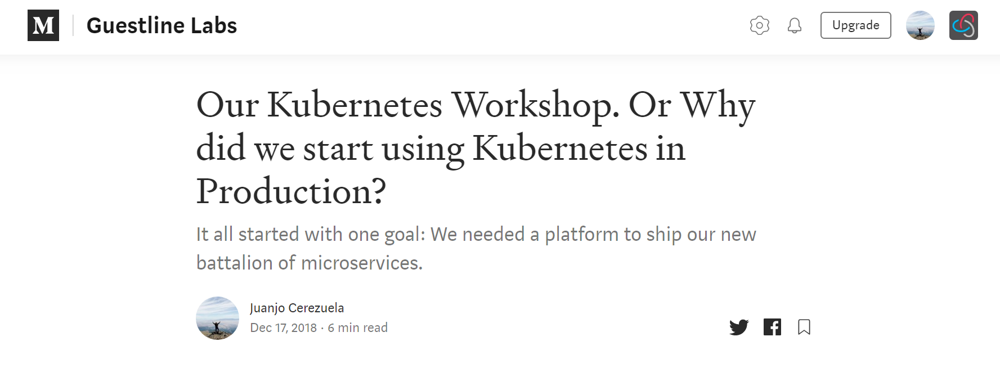 M
Guestline Labs
Upgrade
Our Kubernetes Workshop. Or Why
did we start using Kubernetes in
Production?
It all started with one goal: We needed a platform to ship our new
battalion of microservices.
Juanjo Cerezuela
Dec 17, 2018 · 6 min read